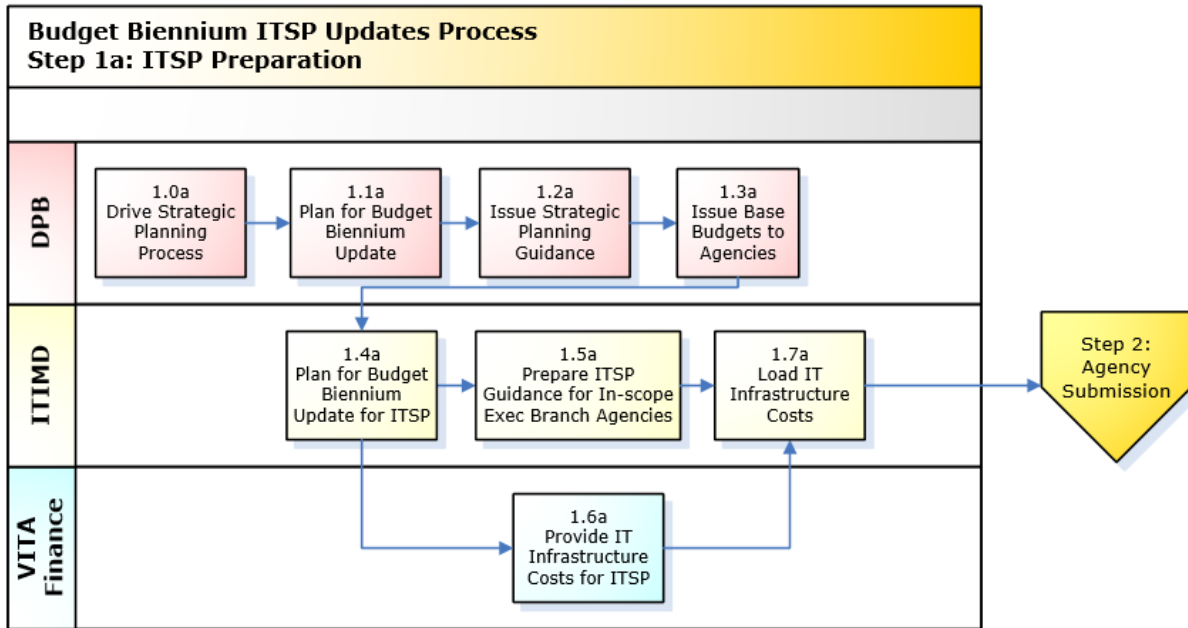 Budget Biennium ITSP Updates Process
Step 1a: ITSP Preparation
DPB
1.0a
Drive Strategic
Planning
Process
1.1a
Plan for Budget
Biennium
Update
1.2a
Issue Strategic
Planning
Guidance
1.3a
Issue Base
Budgets to
Agencies
ITIMD
1.4a
Plan for Budget
Biennium
Update for ITSP
1.5a
Prepare ITSP
Guidance for In-scope
Exec Branch Agencies
1.7a
Load IT
Infrastructure
Costs
Step 2:
Agency
Submission
VITA
Finance
1.6a
Provide IT
Infrastructure
Costs for ITSP